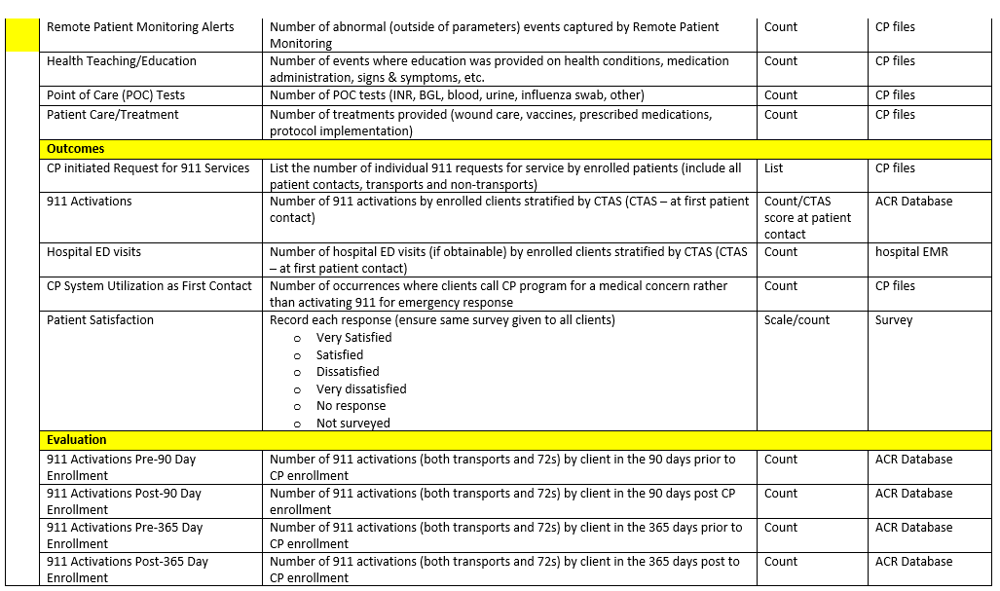 Remote Patient Monitoring Alerts Number of abnormal (outside of parameters) events captured by Remote Patient Count CP files
Monitoring
Health Teaching/Education Number of events where education was provided on health conditions, medication Count CP files
administration, signs & symptoms, etc.
Point of Care (POC) Tests Number of POC tests (INR, BGL, blood, urine, influenza swab, other) Count CP files
Patient Care/Treatment Number of treatments provided (wound care, vaccines, prescribed medications, Count CP files
protocol implementation)
Outcomes
CP initiated Request for 911 Services List the number of individual 911 requests for service by enrolled patients (include all List CP files
patient contacts, transports and non-transports)
911 Activations Number of 911 activations by enrolled clients stratified by CTAS (CTAS – at first patient Count/CTAS ACR Database
contact) score at patient
contact
Hospital ED visits Number of hospital ED visits (if obtainable) by enrolled clients stratified by CTAS (CTAS Count hospital EMR
– at first patient contact)
CP System Utilization as First Contact Number of occurrences where clients call CP program for a medical concern rather Count CP files
than activating 911 for emergency response
Patient Satisfaction Record each response (ensure same survey given to all clients) Scale/count Survey
o Very Satisfied
o Satisfied
o Dissatisfied
o Very dissatisfied
o No response
o Not surveyed
Evaluation
911 Activations Pre-90 Day Number of 911 activations (both transports and 72s) by client in the 90 days prior to Count ACR Database
Enrollment CP enrollment
911 Activations Post-90 Day Number of 911 activations (both transports and 72s) by client in the 90 days post CP Count ACR Database
Enrollment enrollment
911 Activations Pre-365 Day Number of 911 activations (both transports and 72s) by client in the 365 days prior to Count ACR Database
Enrollment CP enrollment
911 Activations Post-365 Day Number of 911 activations (both transports and 72s) by client in the 365 days post to Count ACR Database
Enrollment CP enrollment